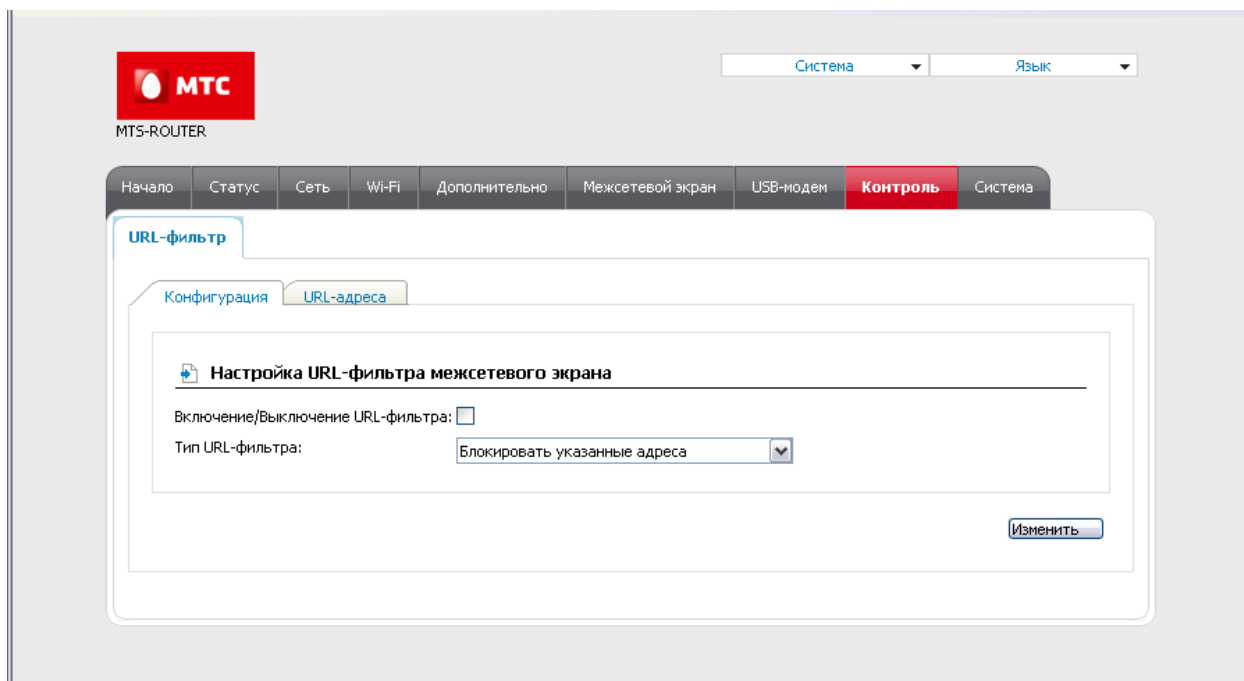 МТС
Система
Язык
MTS-ROUTER
Начало
Статус
Сеть
Wi-Fi
Дополнительно
Межсетевой экран
USB-модем
Контроль
Система
URL-фильтр
Конфигурация
URL-адреса
Настройка URL-фильтра межсетевого экрана
Включение/Выключение URL-фильтра:
Тип URL-фильтра:
Блокировать указанные адреса
Изменить